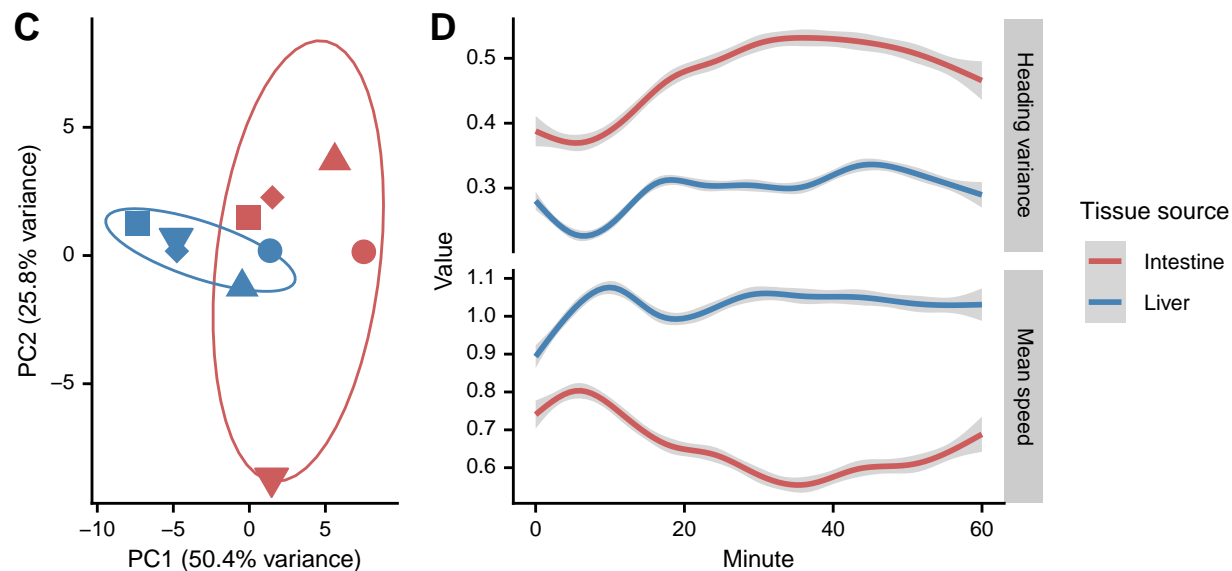 C
5
0
−5
−10
−5
0
5
PC1 (50.4% variance)
PC2 (25.8% variance)
D
0.5
0.4
0.3
1.1
1.0
0.9
0.8
0.7
0.6
Value
0
20
40
60
Minute
Heading variance
Mean speed
Tissue source
Intestine
Liver